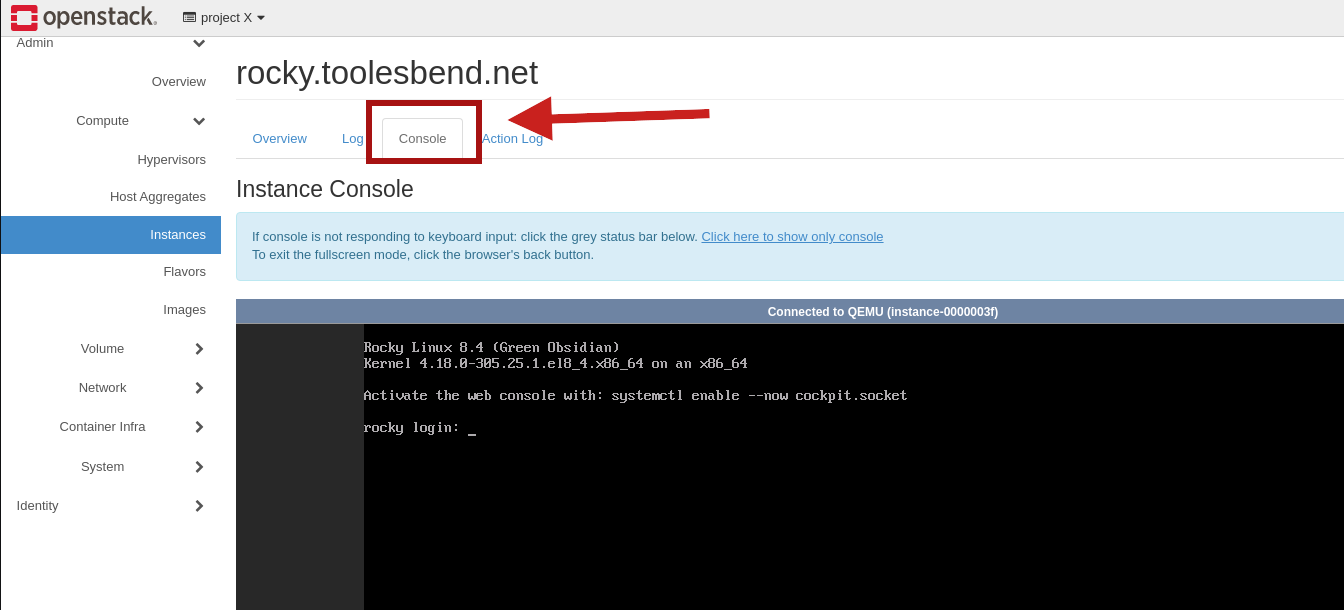 openstack.
project X
Admin
Overview
Compute
Hypervisors
Host Aggregates
Instances
Flavors
Images
Volume
Network
Container Infra
System
Identity
rocky.toolesbend.net
Overview Log Console Action Log
Instance Console
If console is not responding to keyboard input: click the grey status bar below. Click here to show only console
To exit the fullscreen mode, click the browser's back button.
Connected to QEMU (instance-0000003f)
Rocky Linux 8.4 (Green Obsidian)
Kernel 4.18.0-305.25.1.el8_4.x86_64 on an x86_64
Activate the web console with: systemctl enable --now cockpit.socket
rocky login: _